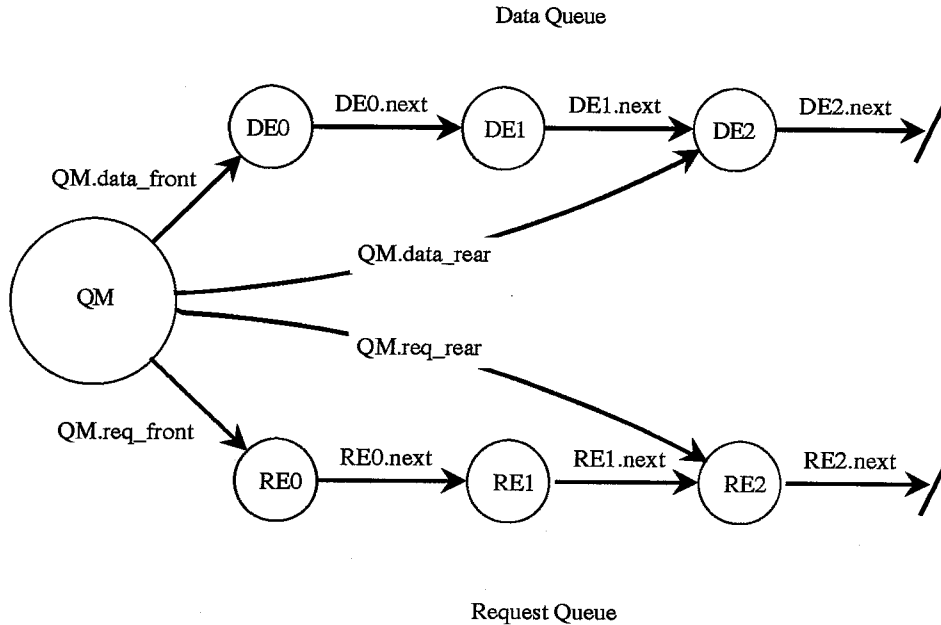 Data Queue
DE0.next
DE1.next
DE2.next
DE0
DE1
DE2
QM.data_front
QM.data_rear
QM
QM.req_rear
QM.req_front
RE0.next
RE1.next
RE2.next
RE0
RE1
RE2
Request Queue